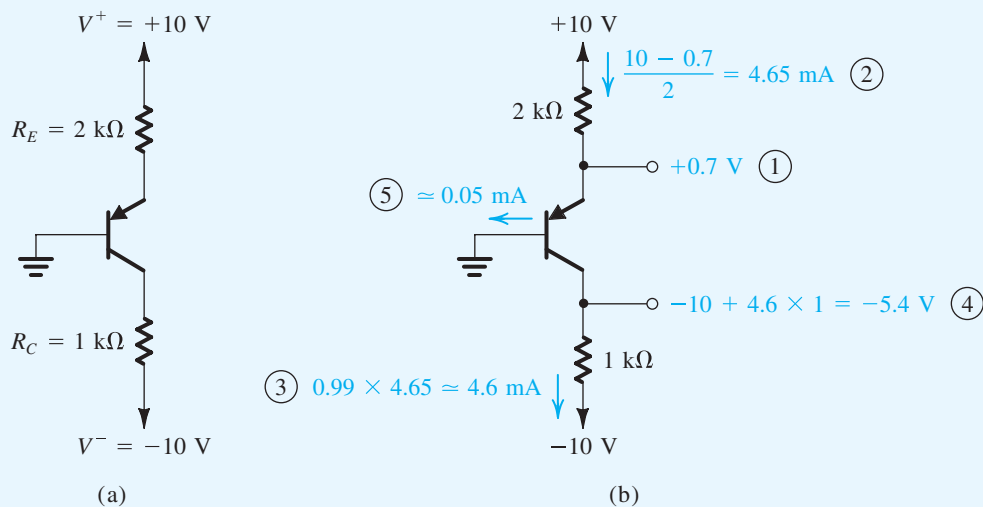 V⁺ = +10 V
R_E = 2 kΩ
R_C = 1 kΩ
V⁻ = −10 V
(a)
+10 V
(10 − 0.7)/2 = 4.65 mA ②
2 kΩ
+0.7 V ①
⑤ ≃ 0.05 mA
−10 + 4.6 × 1 = −5.4 V ④
1 kΩ
③ 0.99 × 4.65 ≃ 4.6 mA
−10 V
(b)